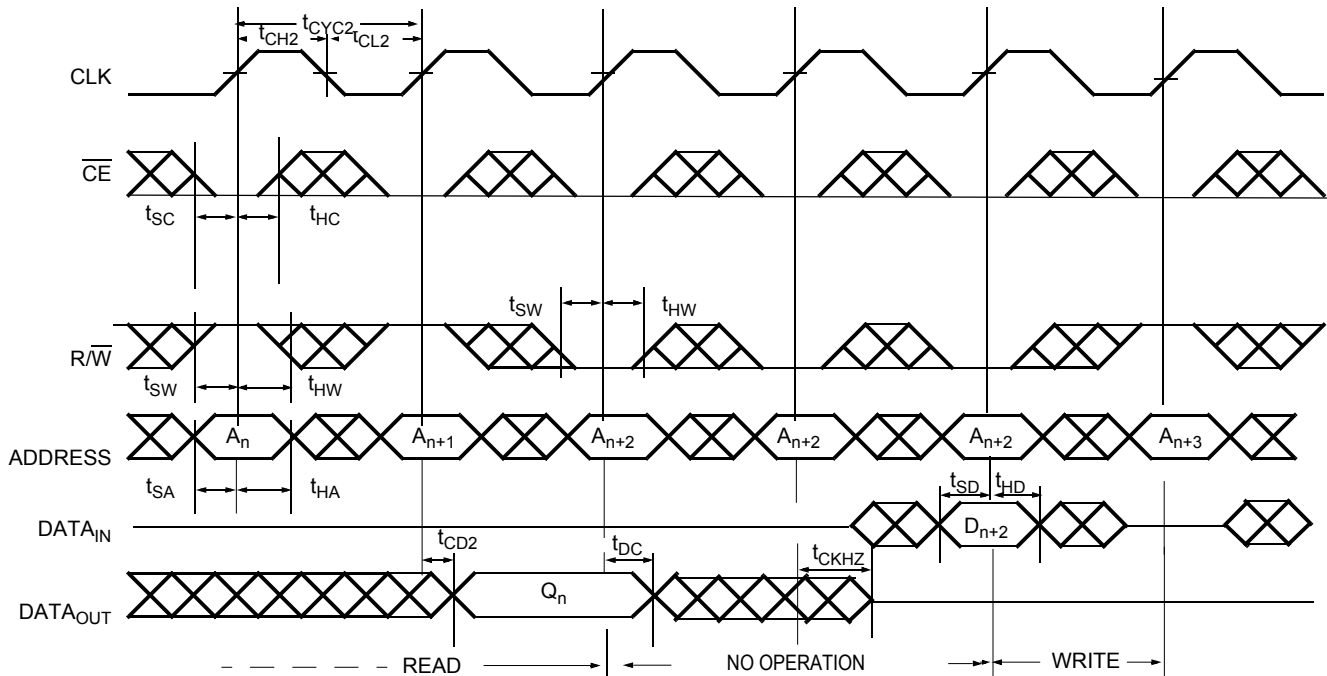 tCYC2
tCH2 tCL2
CLK
CE
tSC tHC
tSW tHW
R/W
tSW tHW
An An+1 An+2 An+2 An+2 An+3
ADDRESS
tSA tHA tSD tHD
DATAIN Dn+2
tCD2 tDC tCKHZ
Qn
DATAOUT
READ NO OPERATION WRITE